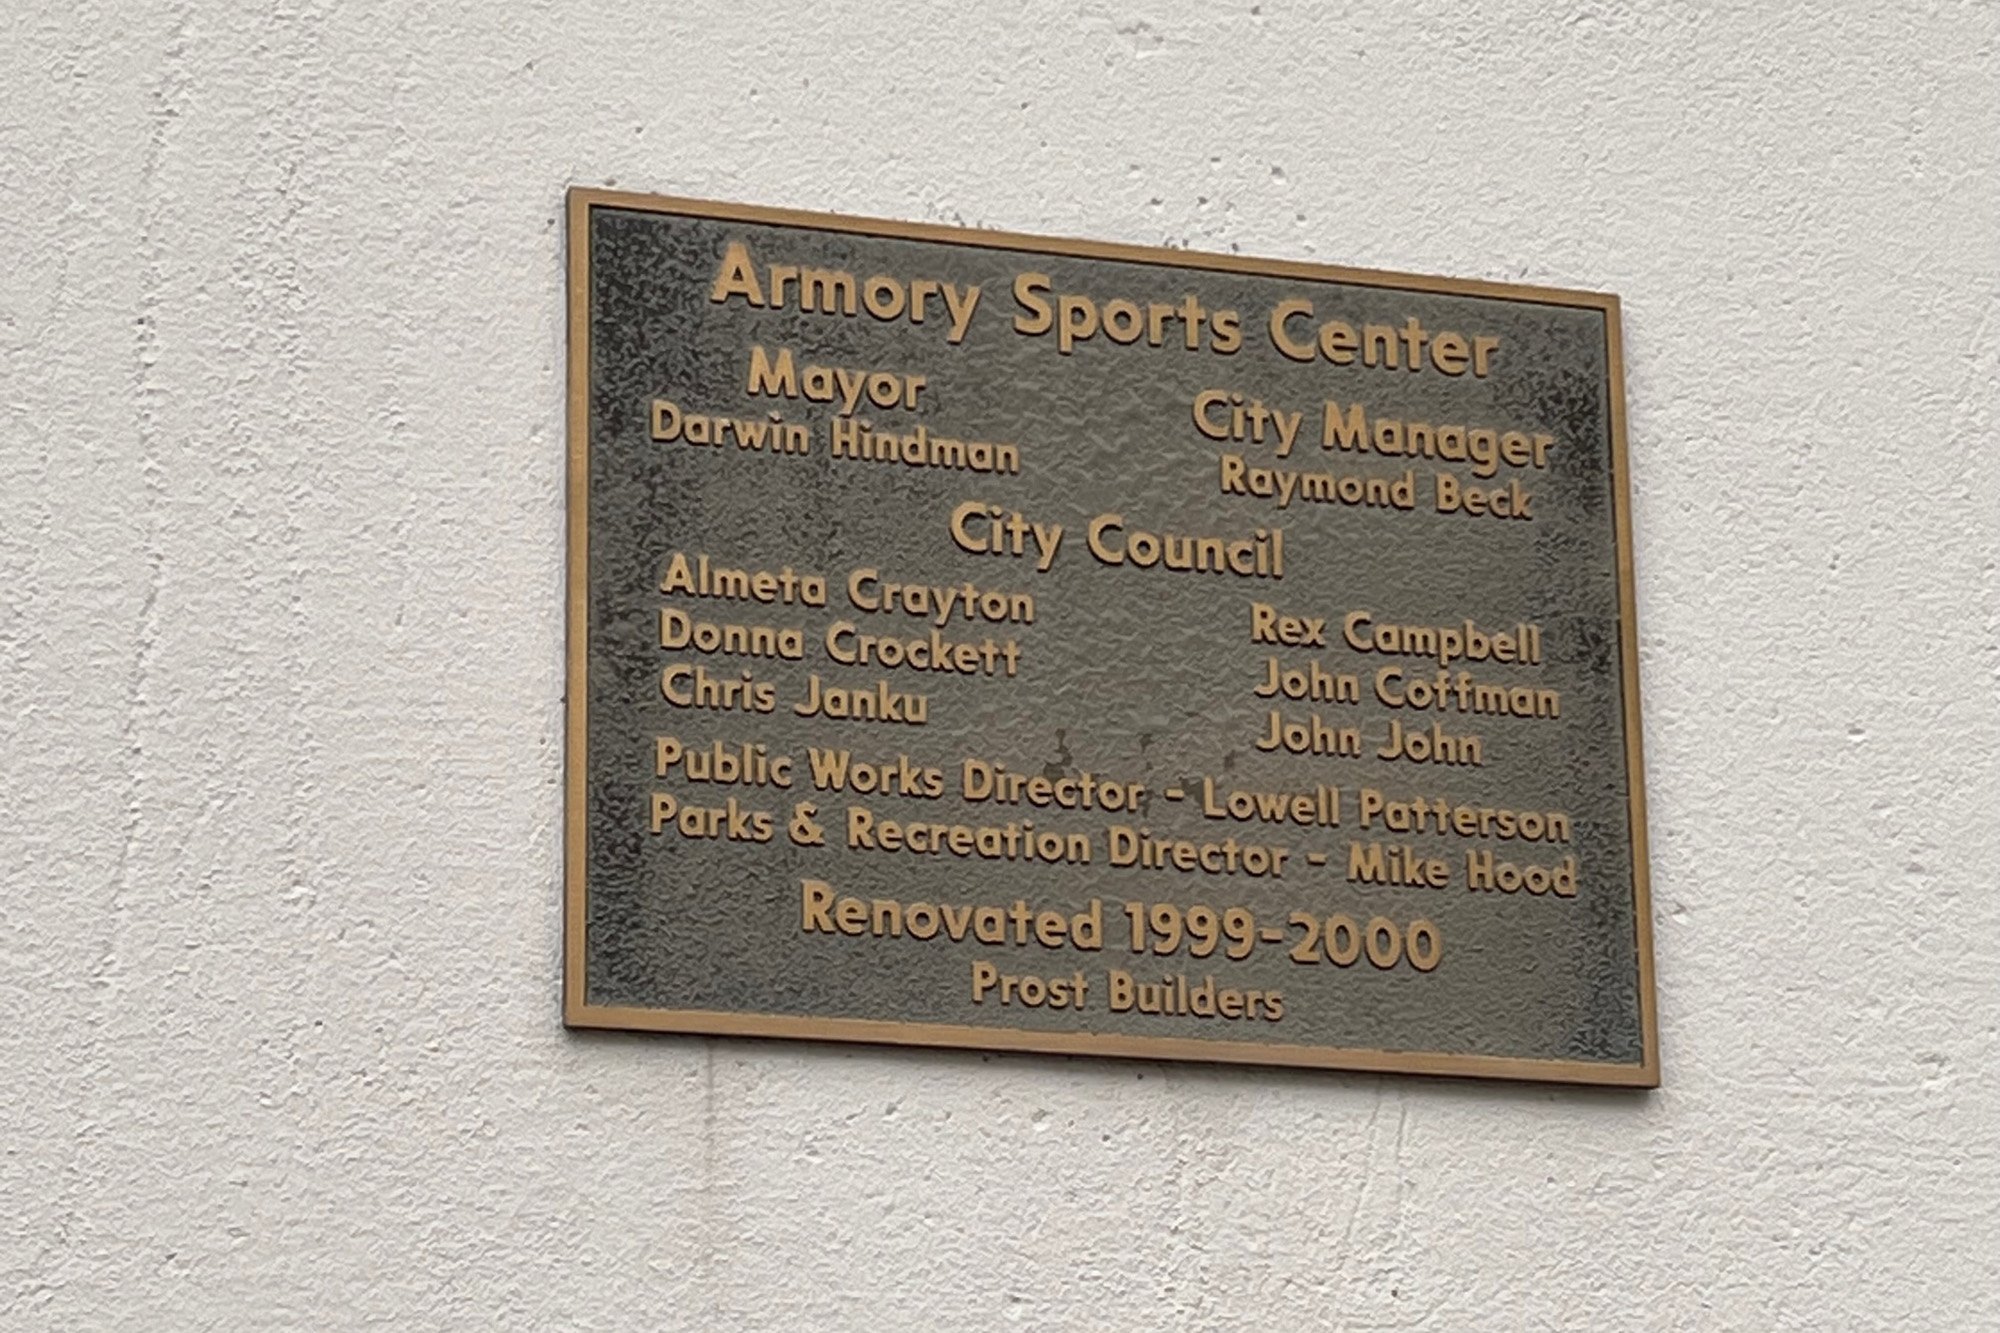 Armory Sports Center
Mayor
City Manager
Darwin Hindman
Raymond Beck
City Council
Almeta Crayton
Rex Campbell
Donna Crockett
John Coffman
Chris Janku
John John
Public Works Director - Lowell Patterson
Parks & Recreation Director - Mike Hood
Renovated 1999-2000
Prost Builders